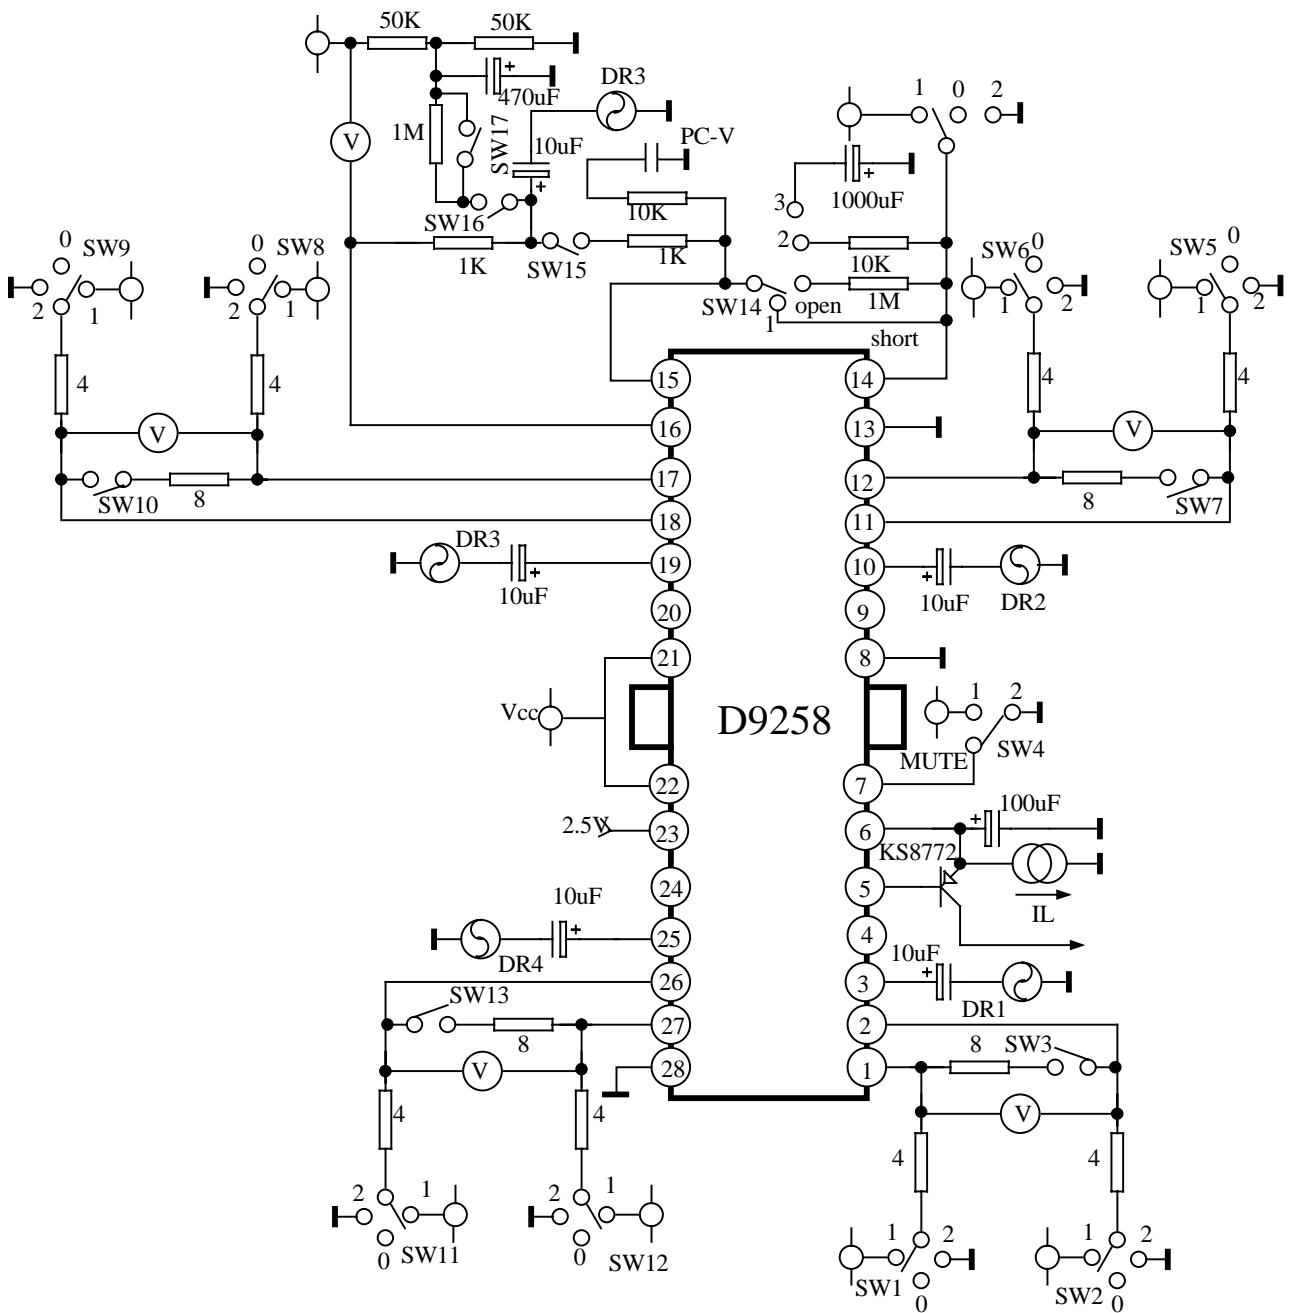 50K 50K
470uF
DR3
1 0 2
V 1M SW17 10uF PC-V
1000uF
3
SW16 10K
2
1K SW15 1K 10K
0 SW9 0 SW8
SW6 0 SW5 0
2 1 2 1
SW14 open 1M
1
1 2 1 2
short
4 4 15 14 4 4
V 16 13 V
SW10 8 17 12 8 SW7
18 11
DR3 10uF 19 10 10uF DR2
20 9
21 8
Vcc D9258 1 2
MUTE SW4
22 7
2.5V 23 6 100uF
KS8772
24 5 IL
10uF 4
DR4 25 10uF
26 3 DR1
SW13 8 27 2
8 SW3
V 28 1
V
4 4 4 4
2 1 2 1
0 SW11 0 SW12
1 2 1 2
SW1 0 SW2 0